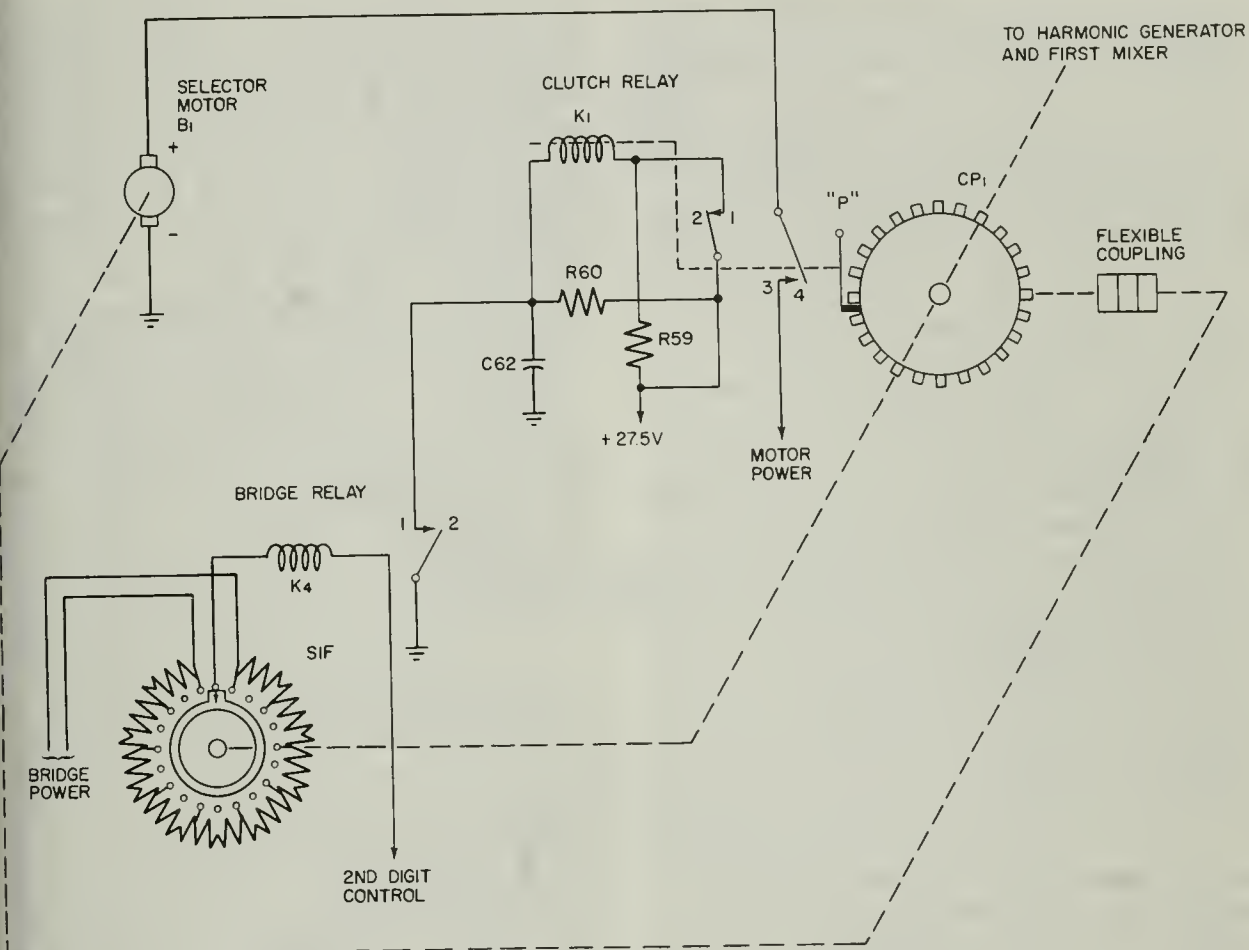 TO HARMONIC GENERATOR
AND FIRST MIXER
SELECTOR
MOTOR
B1
+
-
CLUTCH RELAY
K1
2 1
"P"
CP1
FLEXIBLE
COUPLING
R60
3 4
R59
C62
+ 27.5V
MOTOR
POWER
BRIDGE RELAY
1 2
K4
SIF
BRIDGE
POWER
2ND DIGIT
CONTROL